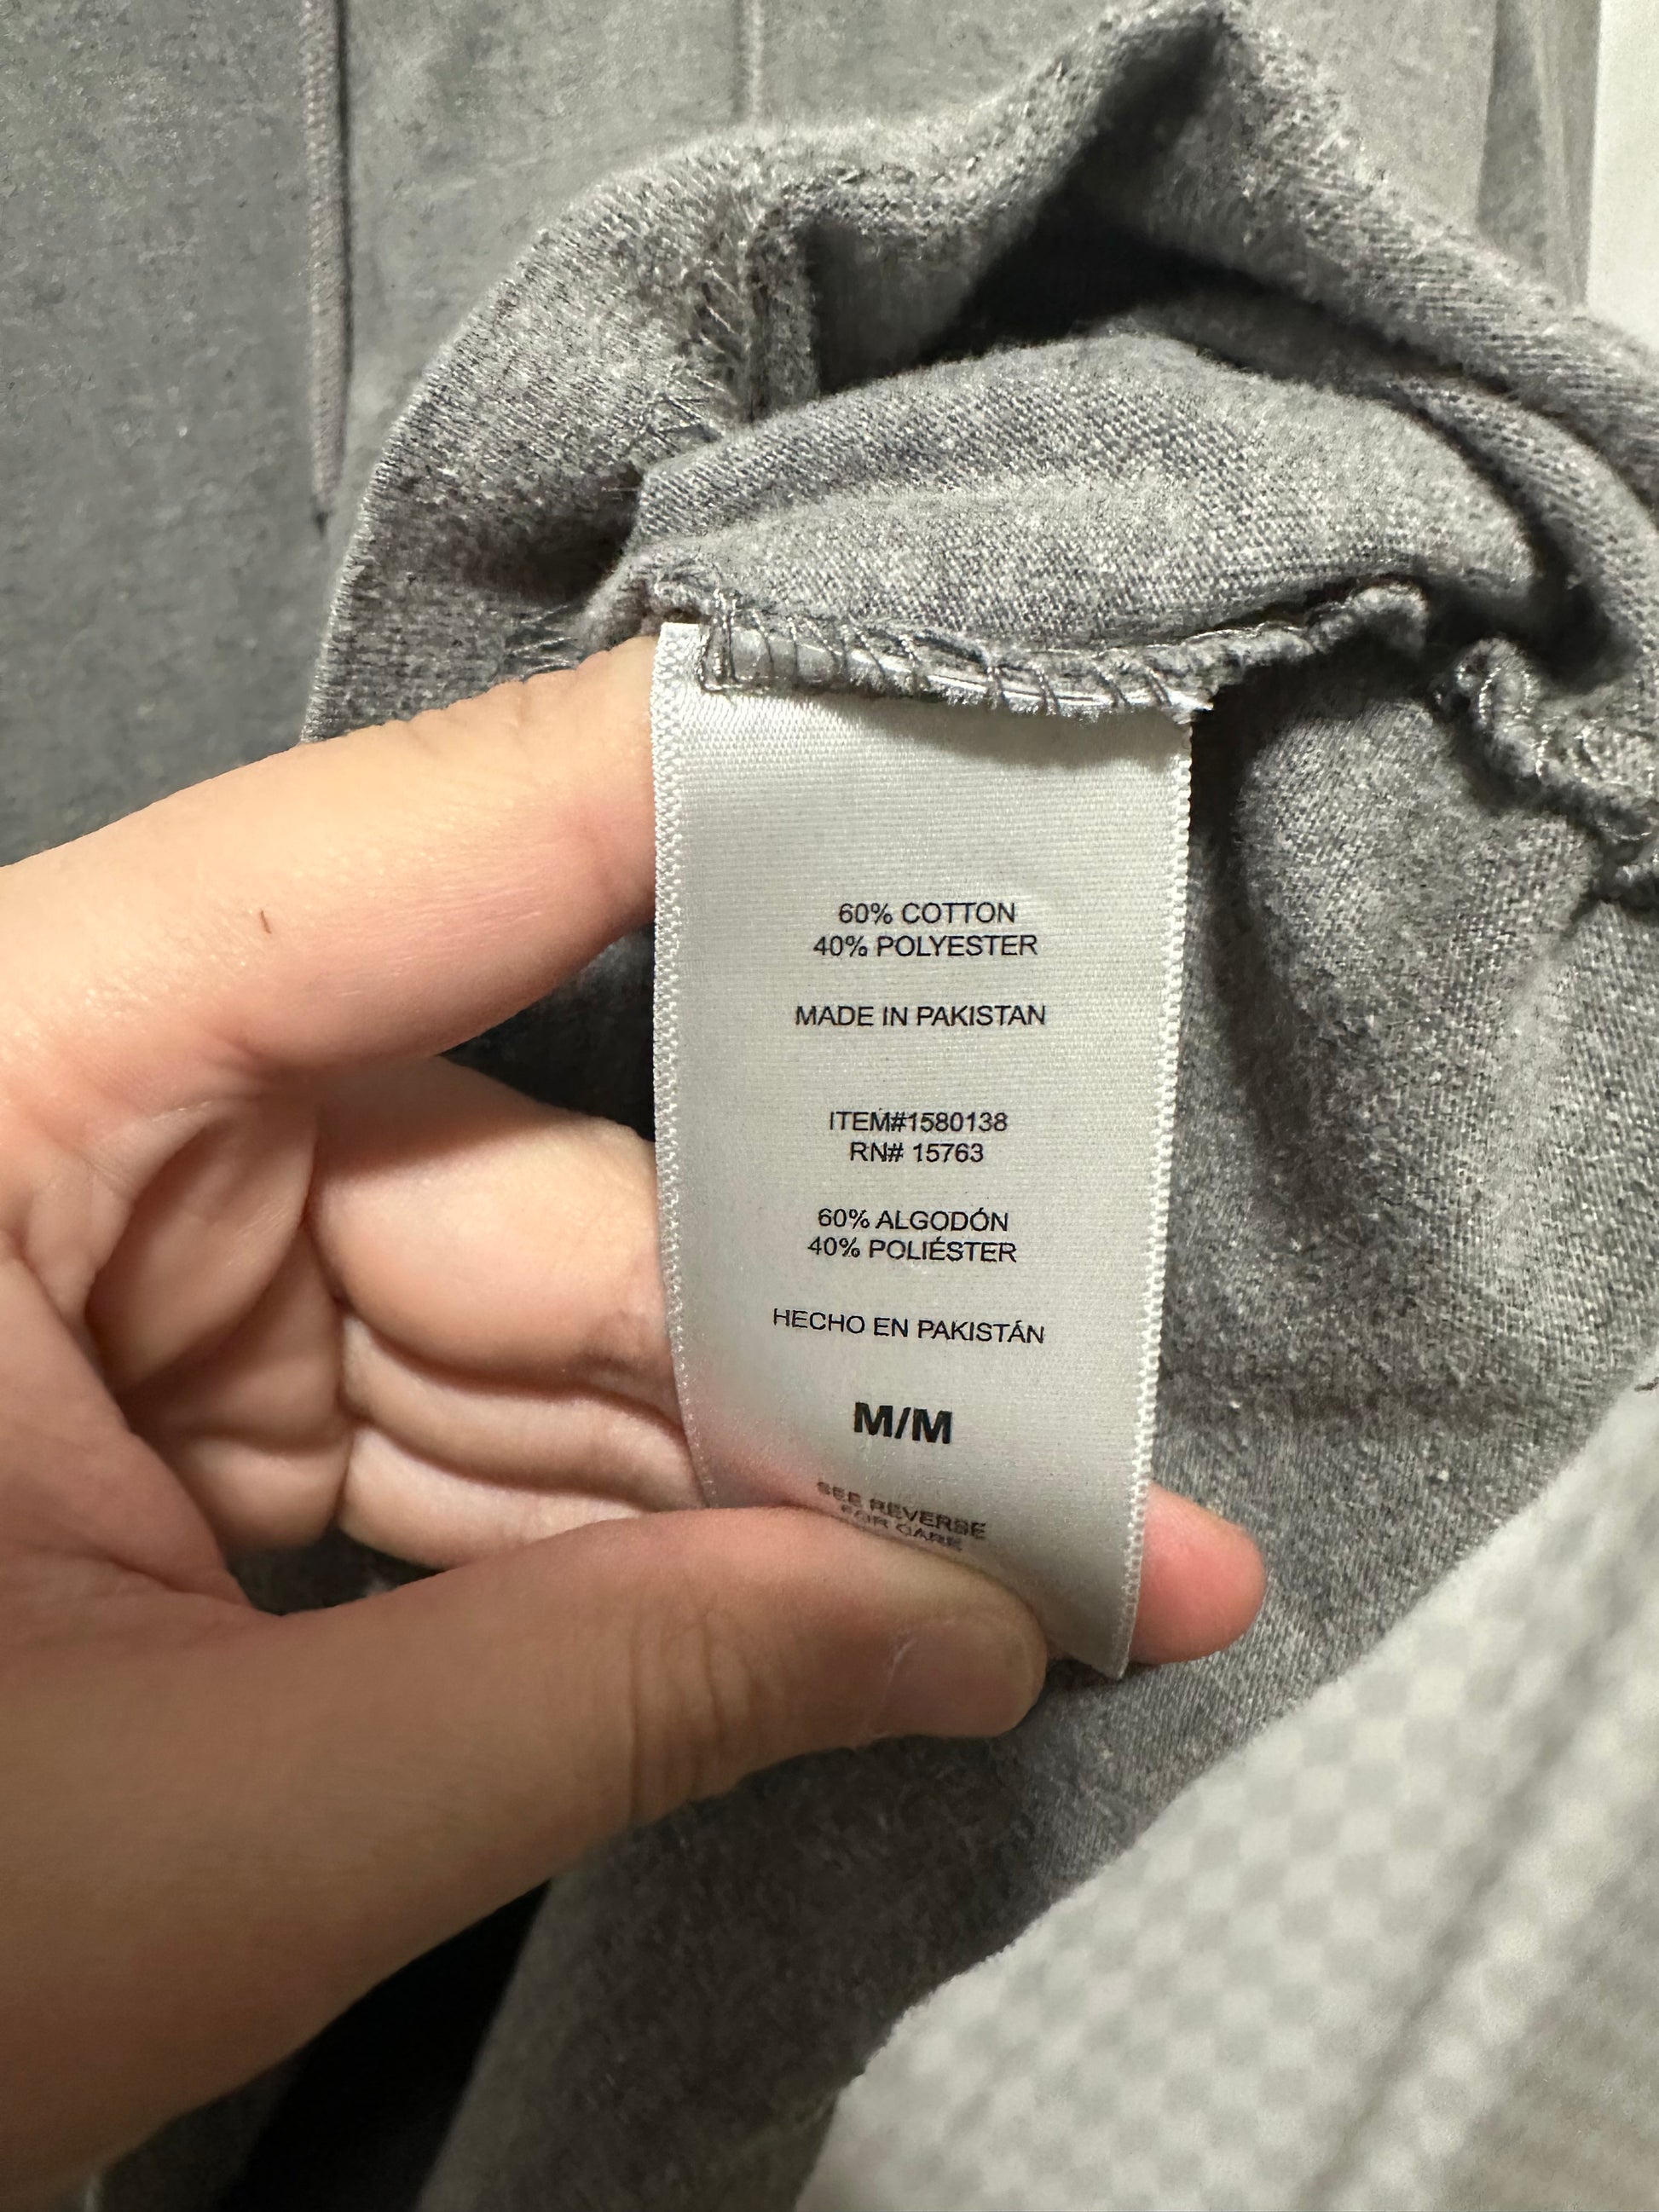 60% COTTON
40% POLYESTER
MADE IN PAKISTAN
ITEM#1580138
RN# 15763
60% ALGODÓN
40% POLIÉSTER
HECHO EN PAKISTÁN
M/M
SEE REVERSE
FOR CARE